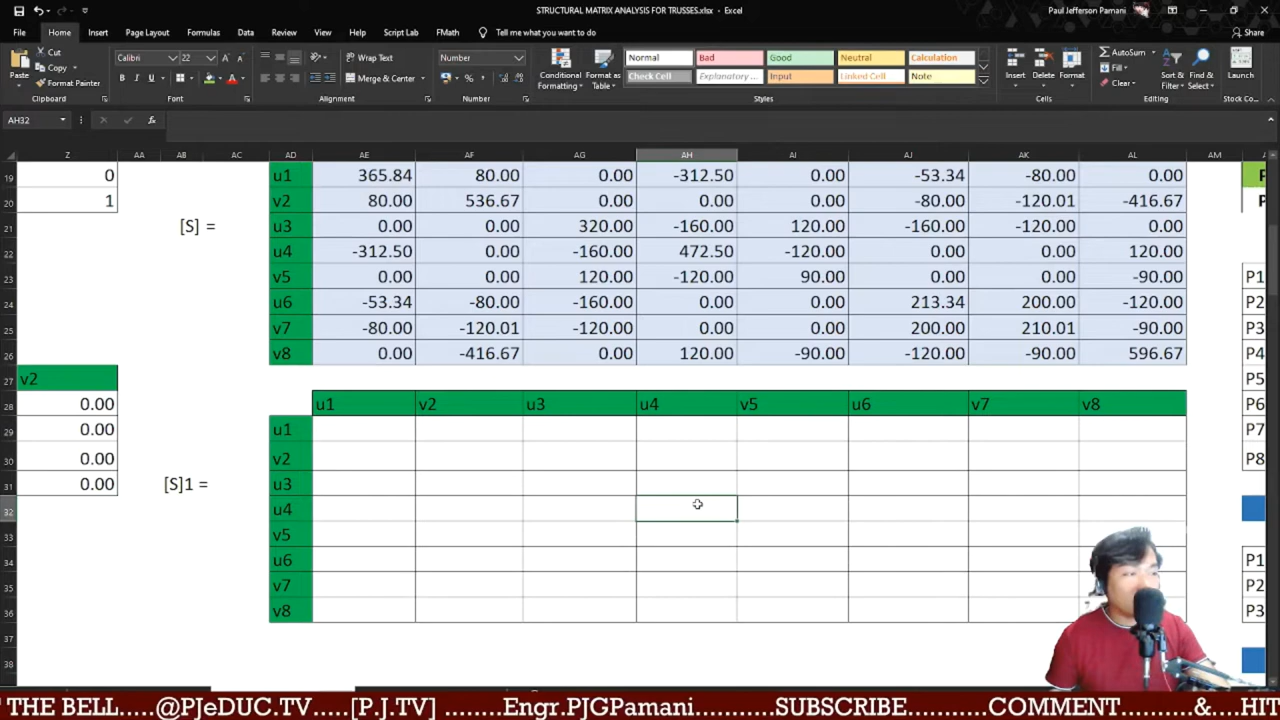 STRUCTURAL MATRIX ANALYSIS FOR TRUSSES.xlsx - Excel
Paul Jefferson Pamani
File Home Insert Page Layout Formulas Data Review View Help Script Lab FMath Tell me what you want to do Share
Paste Cut Copy Format Painter Clipboard
Calibri 22 B I U A Font
Wrap Text Merge & Center Alignment
Number % Number
Conditional Formatting Format as Table
Normal Bad Good Neutral Calculation
Check Cell Explanatory ... Input Linked Cell Note
Styles
Insert Delete Format Cells
AutoSum Fill Clear Sort & Filter Find & Select Editing
Launch Stock Co...
AH32 fx
Z AA AB AC AD AE AF AG AH AI AJ AK AL AM
19 0 u1 365.84 80.00 0.00 -312.50 0.00 -53.34 -80.00 0.00
20 1 v2 80.00 536.67 0.00 0.00 0.00 -80.00 -120.01 -416.67
21 [S] = u3 0.00 0.00 320.00 -160.00 120.00 -160.00 -120.00 0.00
22 u4 -312.50 0.00 -160.00 472.50 -120.00 0.00 0.00 120.00
23 v5 0.00 0.00 120.00 -120.00 90.00 0.00 0.00 -90.00 P1
24 u6 -53.34 -80.00 -160.00 0.00 0.00 213.34 200.00 -120.00 P2
25 v7 -80.00 -120.01 -120.00 0.00 0.00 200.00 210.01 -90.00 P3
26 v8 0.00 -416.67 0.00 120.00 -90.00 -120.00 -90.00 596.67 P4
27 v2 P5
28 0.00 u1 v2 u3 u4 v5 u6 v7 v8 P6
29 0.00 u1 P7
30 0.00 v2 P8
31 0.00 [S]1 = u3
32 u4
33 v5
34 u6 P1
35 v7 P2
36 v8 P3
37
38
THE BELL.....@PJeDUC.TV.....[P.J.TV] Engr.PJGPamani.....SUBSCRIBE.....COMMENT.....&....HIT